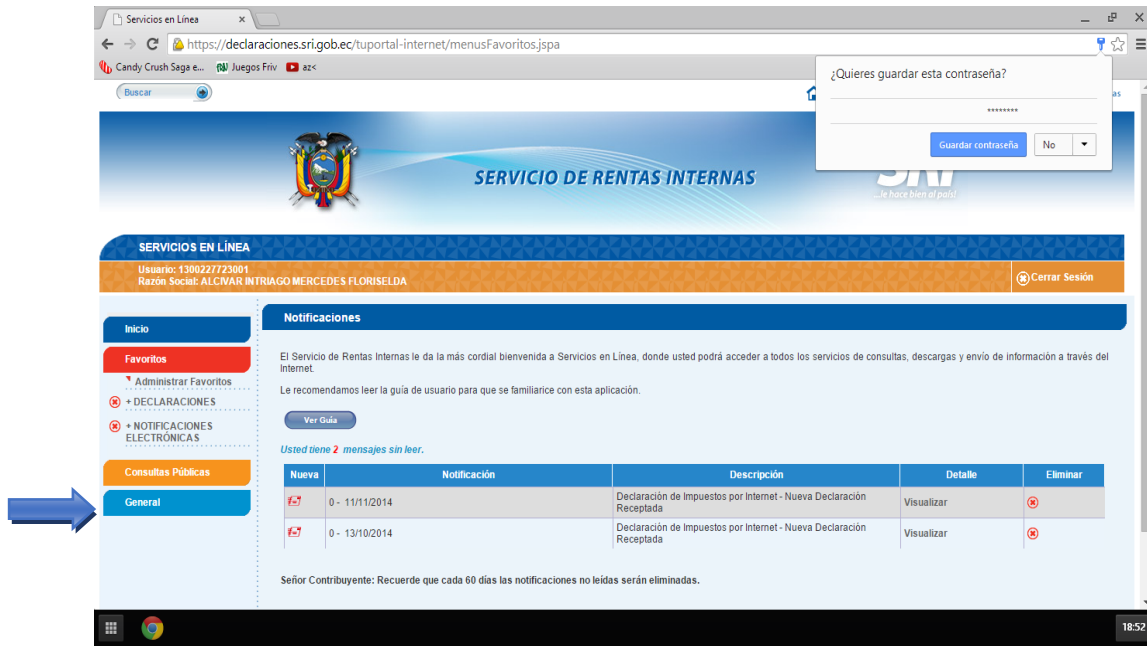 Servicios en Línea
https://declaraciones.sri.gob.ec/tuportal-internet/menusFavoritos.jspa
Candy Crush Saga e... Juegos Friv az<
¿Quieres guardar esta contraseña?
********
Guardar contraseña No
Buscar
as
SERVICIO DE RENTAS INTERNAS
SRI
...le hace bien al país!
SERVICIOS EN LÍNEA
Usuario: 1300227723001
Razón Social: ALCIVAR INTRIAGO MERCEDES FLORISELDA
Cerrar Sesión
Inicio
Favoritos
Administrar Favoritos
+ DECLARACIONES
+ NOTIFICACIONES
ELECTRÓNICAS
Consultas Públicas
General
Notificaciones
El Servicio de Rentas Internas le da la más cordial bienvenida a Servicios en Línea, donde usted podrá acceder a todos los servicios de consultas, descargas y envío de información a través del
Internet.
Le recomendamos leer la guía de usuario para que se familiarice con esta aplicación.
Ver Guía
Usted tiene 2 mensajes sin leer.
Nueva Notificación Descripción Detalle Eliminar
0 - 11/11/2014 Declaración de Impuestos por Internet - Nueva Declaración
Receptada Visualizar
0 - 13/10/2014 Declaración de Impuestos por Internet - Nueva Declaración
Receptada Visualizar
Señor Contribuyente: Recuerde que cada 60 días las notificaciones no leídas serán eliminadas.
18:52